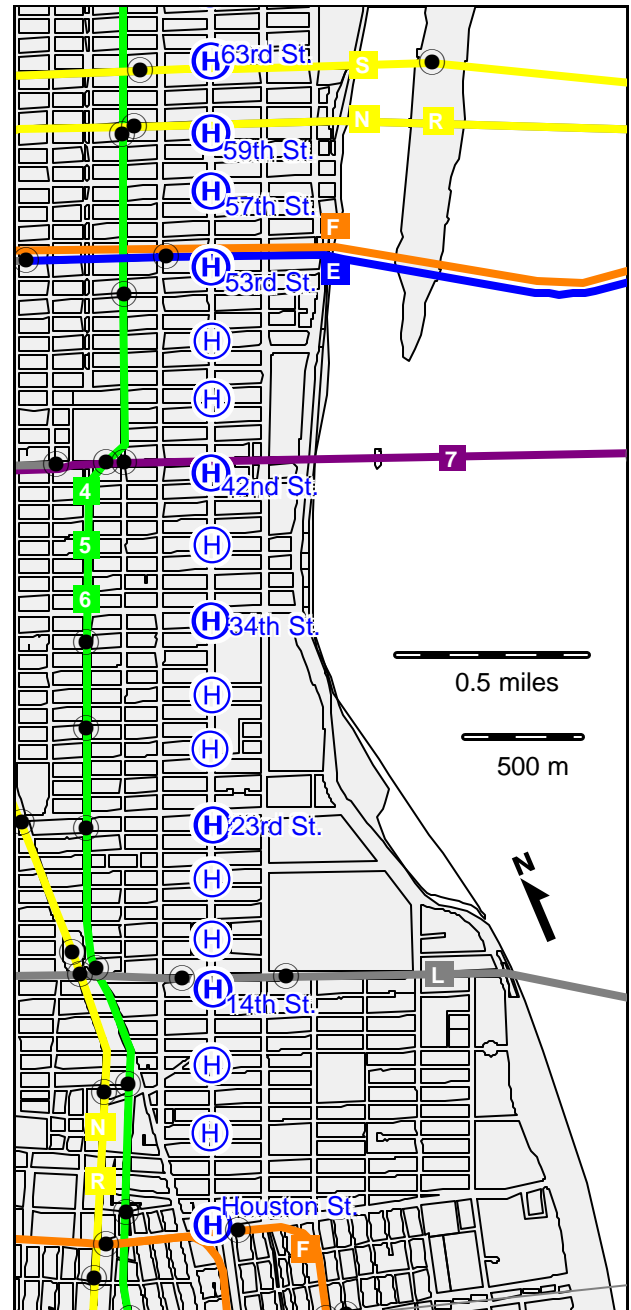 H 63rd St. S
N R
H 59th St.
H 57th St.
F
H 53rd St. E
H
H
7
H 42nd St.
4
5
H
6
H 34th St.
0.5 miles
H
H
500 m
H 23rd St.
N
H
H
L
H 14th St.
H
N
H
R
Houston St.
H
F